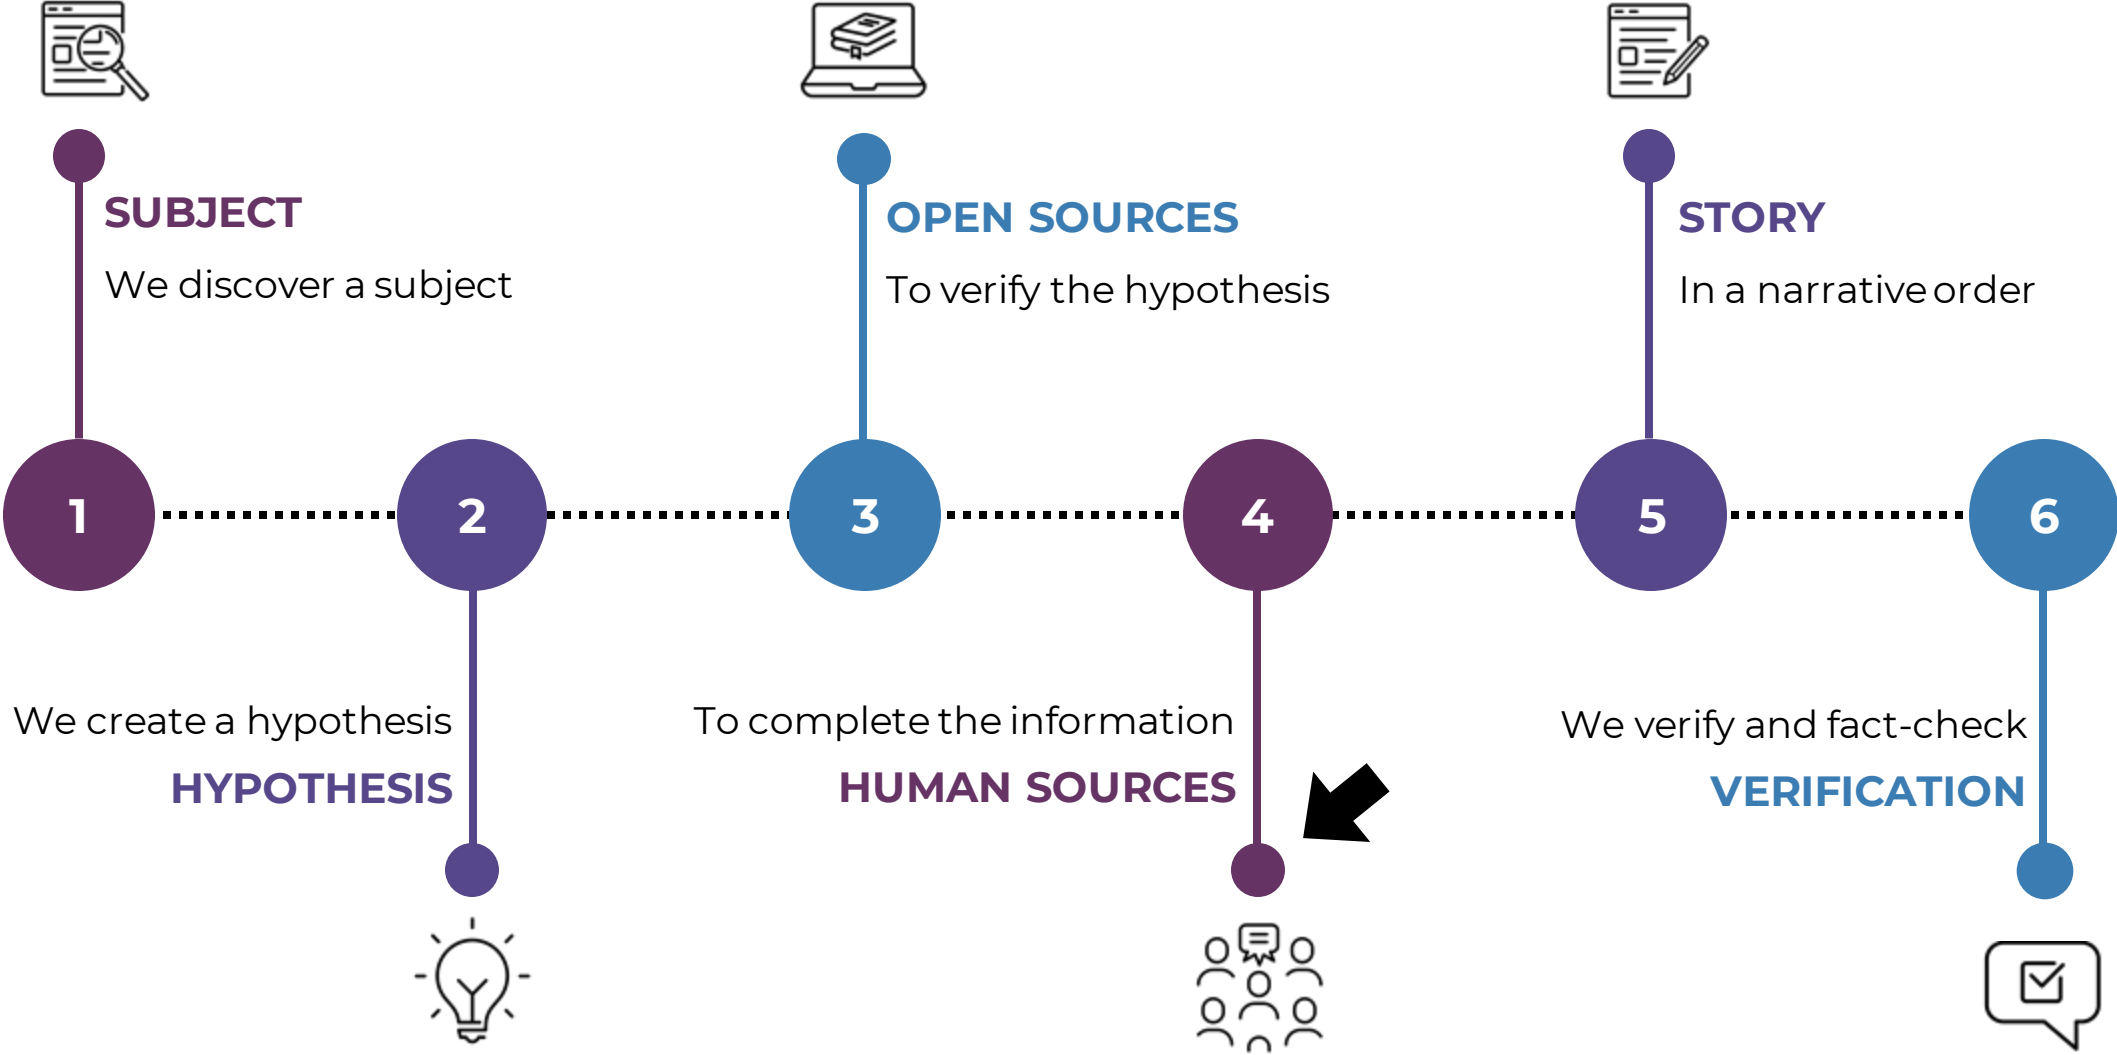 SUBJECT
We discover a subject
OPEN SOURCES
To verify the hypothesis
STORY
In a narrative order
1
2
3
4
5
6
We create a hypothesis
HYPOTHESIS
To complete the information
HUMAN SOURCES
We verify and fact-check
VERIFICATION